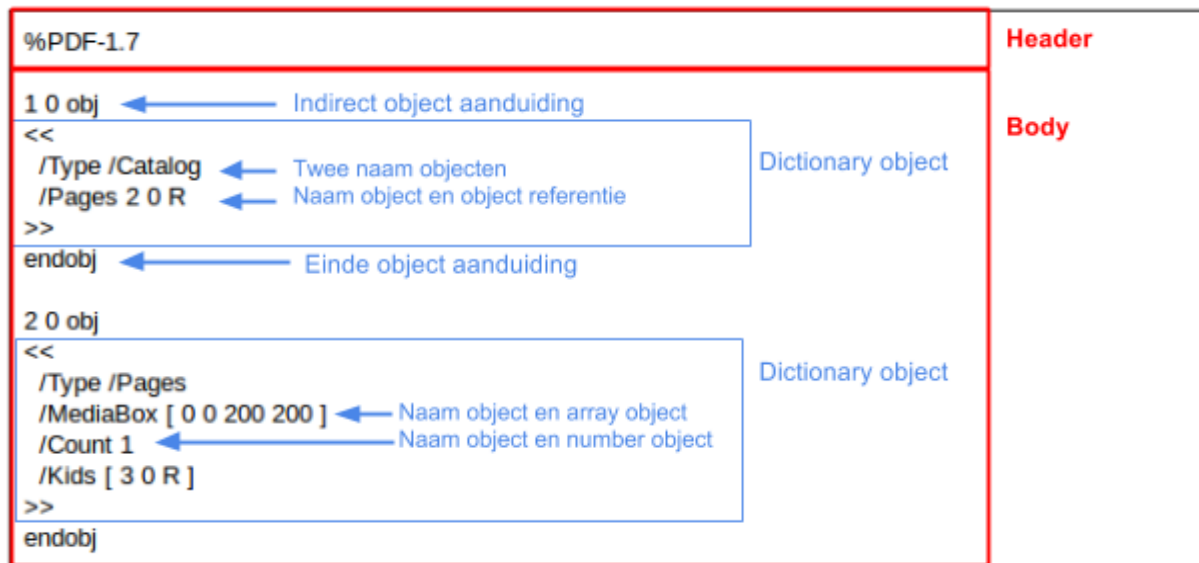 %PDF-1.7
Header
1 0 obj Indirect object aanduiding
Body
<<
/Type /Catalog Twee naam objecten Dictionary object
/Pages 2 0 R Naam object en object referentie
>>
endobj Einde object aanduiding
2 0 obj
<<
/Type /Pages Dictionary object
/MediaBox [ 0 0 200 200 ] Naam object en array object
/Count 1 Naam object en number object
/Kids [ 3 0 R ]
>>
endobj